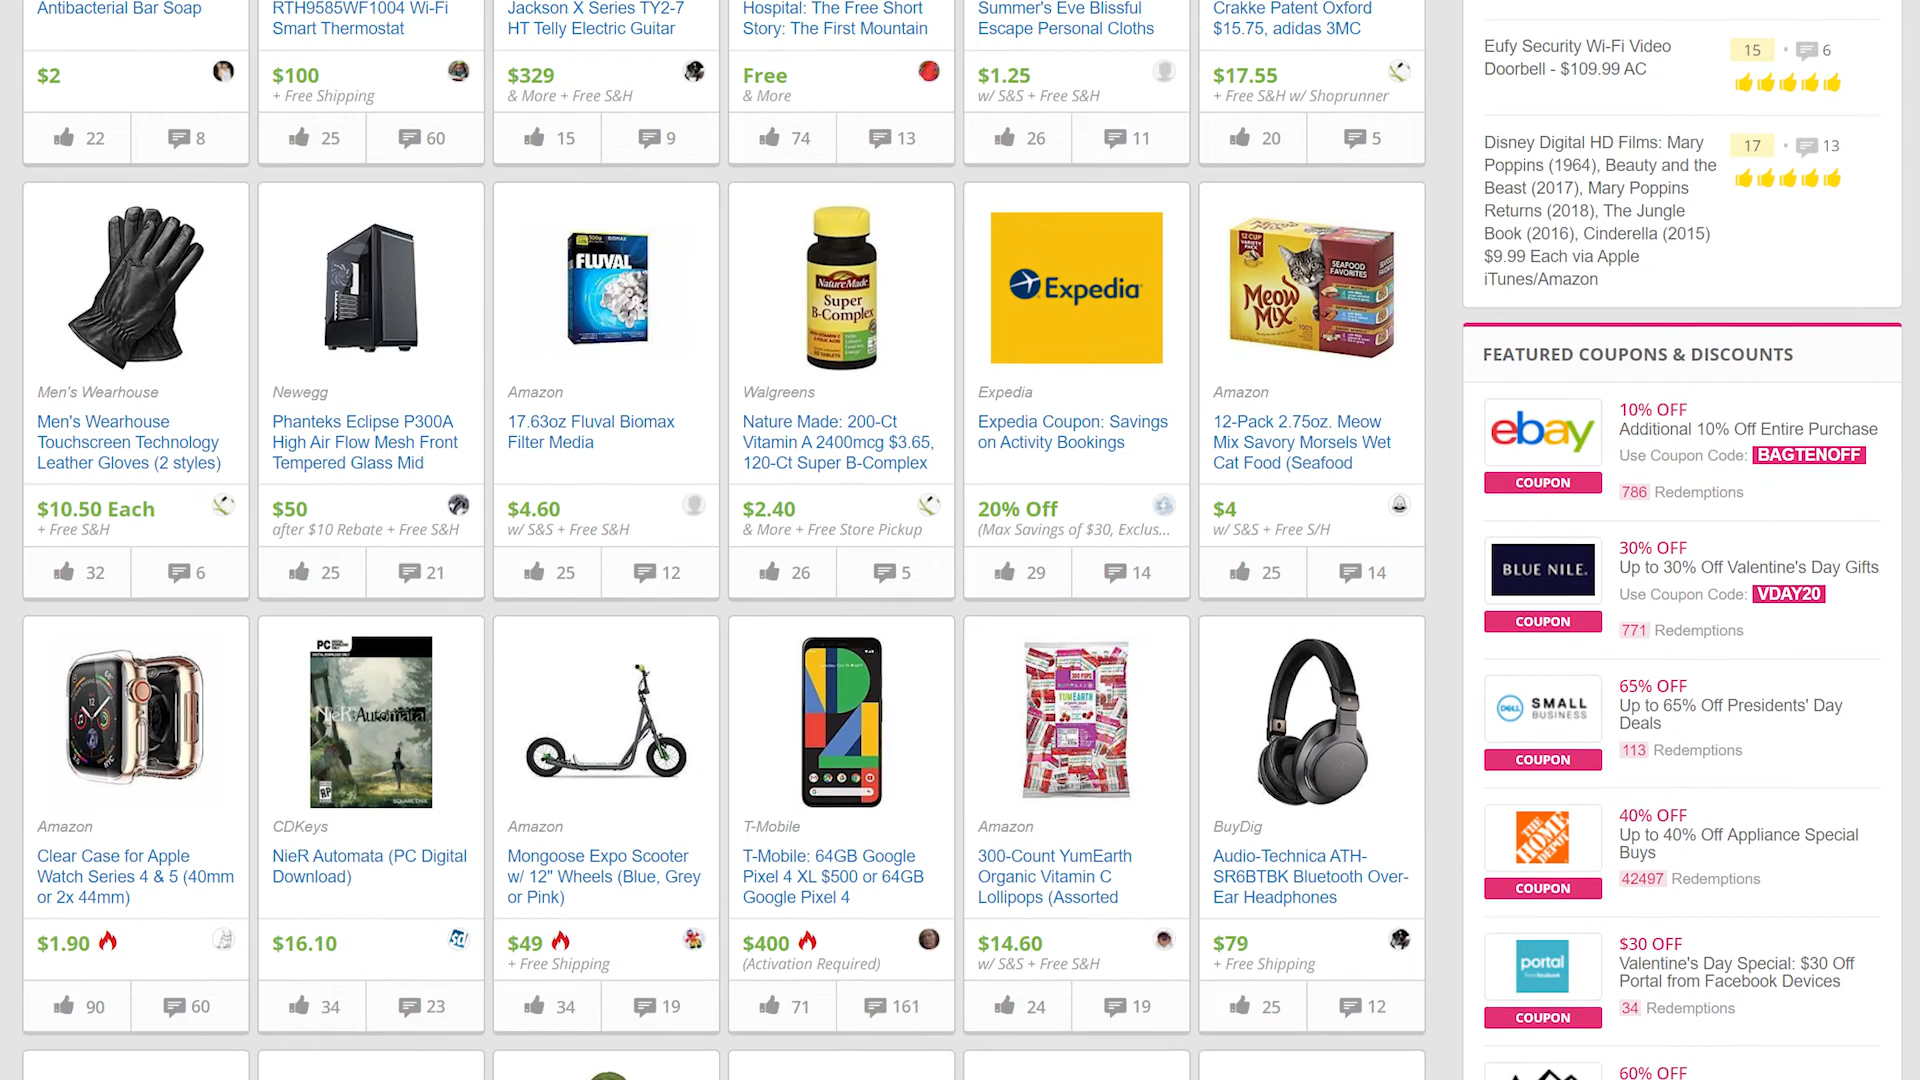 Antibacterial Bar Soap
$2
22
8
RTH9585WF1004 Wi-Fi
Smart Thermostat
$100
+ Free Shipping
25
60
Jackson X Series TY2-7
HT Telly Electric Guitar
$329
& More + Free S&H
15
9
Hospital: The Free Short
Story: The First Mountain
Free
& More
74
13
Summer's Eve Blissful
Escape Personal Cloths
$1.25
w/ S&S + Free S&H
26
11
Crakke Patent Oxford
$15.75, adidas 3MC
$17.55
+ Free S&H w/ Shoprunner
20
5
Men's Wearhouse
Men's Wearhouse
Touchscreen Technology
Leather Gloves (2 styles)
$10.50 Each
+ Free S&H
32
6
Newegg
Phanteks Eclipse P300A
High Air Flow Mesh Front
Tempered Glass Mid
$50
after $10 Rebate + Free S&H
25
21
BIOMAX
FLUVAL
Amazon
17.63oz Fluval Biomax
Filter Media
$4.60
w/ S&S + Free S&H
25
12
Nature Made
Super
B-Complex
Walgreens
Nature Made: 200-Ct
Vitamin A 2400mcg $3.65,
120-Ct Super B-Complex
$2.40
& More + Free Store Pickup
26
5
Expedia
Expedia
Expedia Coupon: Savings
on Activity Bookings
20% Off
(Max Savings of $30, Exclus...
29
14
12 CUP
VARIETY
PACK
SEAFOOD
FAVORITES
Meow
Mix
Amazon
12-Pack 2.75oz. Meow
Mix Savory Morsels Wet
Cat Food (Seafood
$4
w/ S&S + Free S/H
25
14
Amazon
Clear Case for Apple
Watch Series 4 & 5 (40mm
or 2x 44mm)
$1.90
90
60
PC
NieR:Automata
RP
SQUARE ENIX
CDKeys
NieR Automata (PC Digital
Download)
$16.10
sd
34
23
Amazon
Mongoose Expo Scooter
w/ 12" Wheels (Blue, Grey
or Pink)
$49
+ Free Shipping
34
19
T-Mobile
T-Mobile: 64GB Google
Pixel 4 XL $500 or 64GB
Google Pixel 4
$400
(Activation Required)
71
161
300 POPS
YUMEARTH
Amazon
300-Count YumEarth
Organic Vitamin C
Lollipops (Assorted
$14.60
w/ S&S + Free S&H
24
19
BuyDig
Audio-Technica ATH-
SR6BTBK Bluetooth Over-
Ear Headphones
$79
+ Free Shipping
25
12
Eufy Security Wi-Fi Video
Doorbell - $109.99 AC
15
6
Disney Digital HD Films: Mary
Poppins (1964), Beauty and the
Beast (2017), Mary Poppins
Returns (2018), The Jungle
Book (2016), Cinderella (2015)
$9.99 Each via Apple
iTunes/Amazon
17
13
FEATURED COUPONS & DISCOUNTS
ebay
COUPON
10% OFF
Additional 10% Off Entire Purchase
Use Coupon Code: BAGTENOFF
786 Redemptions
BLUE NILE.
COUPON
30% OFF
Up to 30% Off Valentine's Day Gifts
Use Coupon Code: VDAY20
771 Redemptions
DELL
SMALL
BUSINESS
COUPON
65% OFF
Up to 65% Off Presidents' Day
Deals
113 Redemptions
THE
HOME
DEPOT
COUPON
40% OFF
Up to 40% Off Appliance Special
Buys
42497 Redemptions
portal
COUPON
$30 OFF
Valentine's Day Special: $30 Off
Portal from Facebook Devices
34 Redemptions
60% OFF